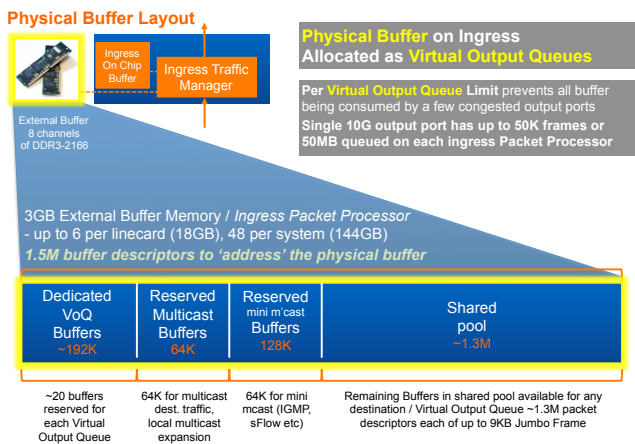 Physical Buffer Layout
Ingress
On Chip
Buffer
Ingress Traffic
Manager
External Buffer
8 channels
of DDR3-2166
Physical Buffer on Ingress
Allocated as Virtual Output Queues
Per Virtual Output Queue Limit prevents all buffer
being consumed by a few congested output ports
Single 10G output port has up to 50K frames or
50MB queued on each ingress Packet Processor
3GB External Buffer Memory / Ingress Packet Processor
- up to 6 per linecard (18GB), 48 per system (144GB)
1.5M buffer descriptors to ‘address’ the physical buffer
Dedicated
VoQ
Buffers
~192K
Reserved
Multicast
Buffers
64K
Reserved
mini m'cast
Buffers
128K
Shared
pool
~1.3M
~20 buffers
reserved for
each Virtual
Output Queue
64K for multicast
dest. traffic,
local multicast
expansion
64K for mini
mcast (IGMP,
sFlow etc)
Remaining Buffers in shared pool available for any
destination / Virtual Output Queue ~1.3M packet
descriptors each of up to 9KB Jumbo Frame